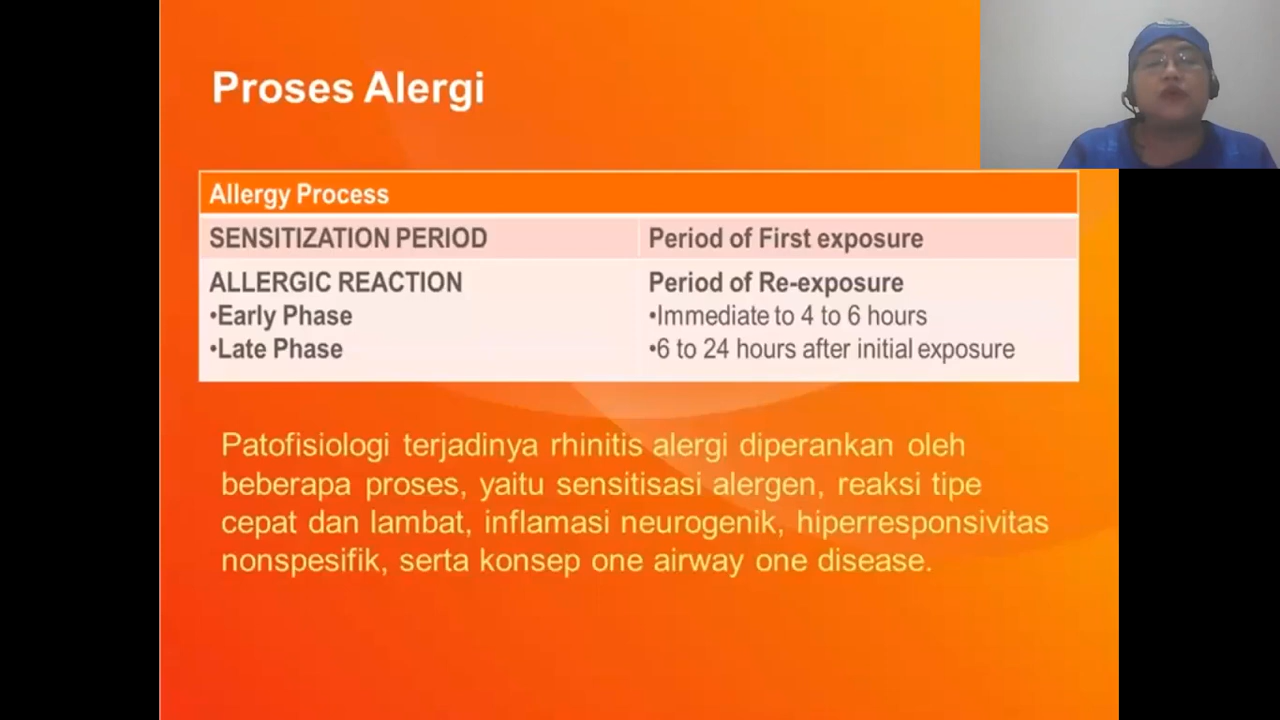 Proses Alergi
Allergy Process
SENSITIZATION PERIOD
Period of First exposure
ALLERGIC REACTION
•Early Phase
•Late Phase
Period of Re-exposure
•Immediate to 4 to 6 hours
•6 to 24 hours after initial exposure
Patofisiologi terjadinya rhinitis alergi diperankan oleh
beberapa proses, yaitu sensitisasi alergen, reaksi tipe
cepat dan lambat, inflamasi neurogenik, hiperresponsivitas
nonspesifik, serta konsep one airway one disease.